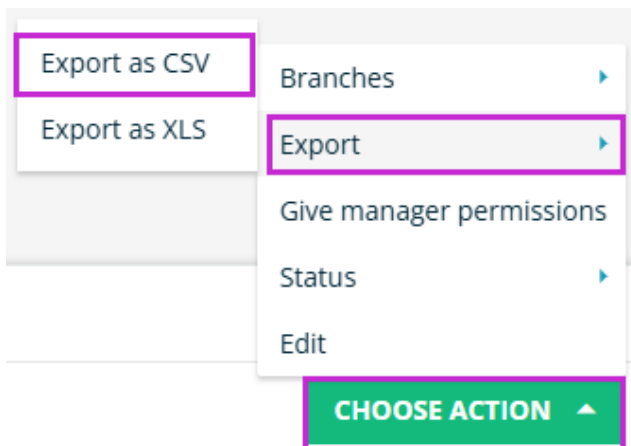 Export as CSV
Export as XLS
Branches
Export
Give manager permissions
Status
Edit
CHOOSE ACTION